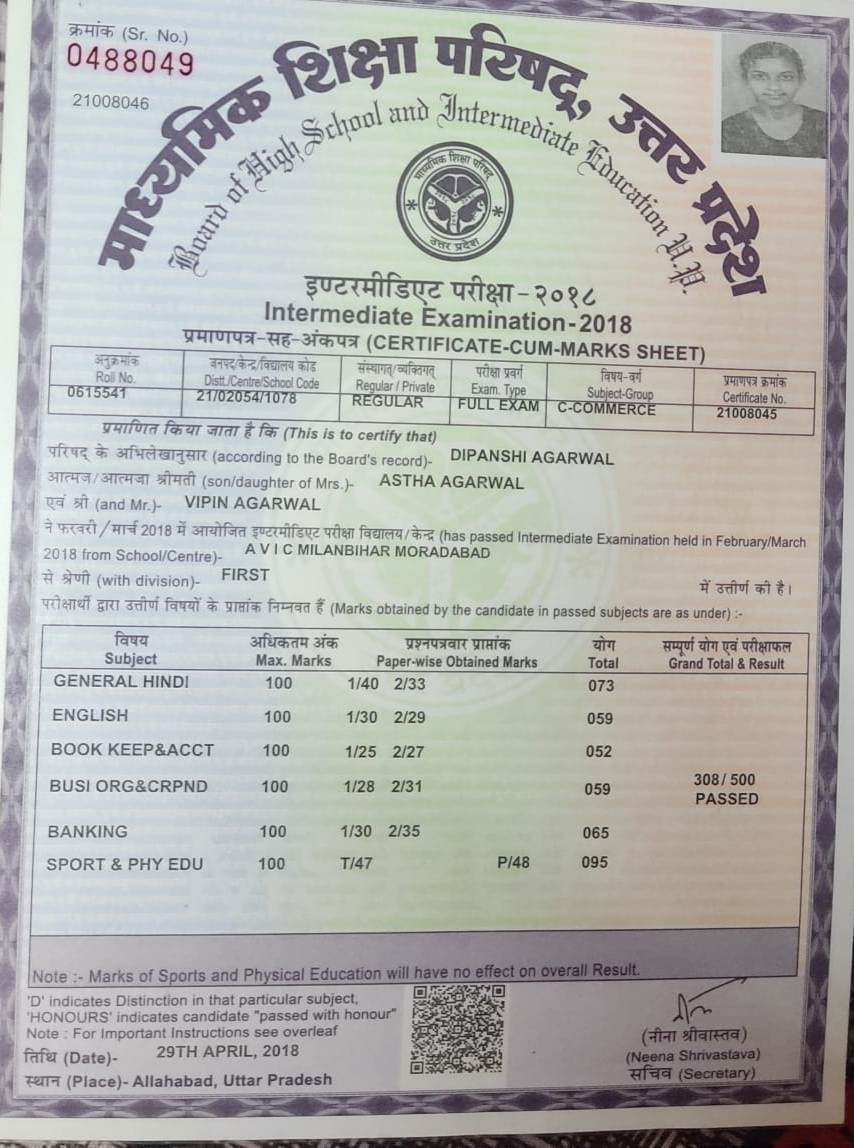 क्रमांक (Sr. No.)
0488049
21008046
माध्यमिक शिक्षा परिषद्, उत्तर प्रदेश
Board of High School and Intermediate Education U.P.
माध्यमिक शिक्षा परिषद्
उत्तर प्रदेश
इण्टरमीडिएट परीक्षा - २०१८
Intermediate Examination-2018
प्रमाणपत्र-सह-अंकपत्र (CERTIFICATE-CUM-MARKS SHEET)
अनुक्रमांक जनपद/केन्द्र/विद्यालय कोड संस्थागत्/व्यक्तिगत् परीक्षा प्रवर्ग विषय-वर्ग प्रमाणपत्र क्रमांक
Roll No. Distt./Centre/School Code Regular / Private Exam. Type Subject-Group Certificate No.
0615541 21/02054/1078 REGULAR FULL EXAM C-COMMERCE 21008045
प्रमाणित किया जाता है कि (This is to certify that)
परिषद् के अभिलेखानुसार (according to the Board's record)- DIPANSHI AGARWAL
आत्मज/आत्मजा श्रीमती (son/daughter of Mrs.)- ASTHA AGARWAL
एवं श्री (and Mr.)- VIPIN AGARWAL
ने फरवरी/मार्च 2018 में आयोजित इण्टरमीडिएट परीक्षा विद्यालय/केन्द्र (has passed Intermediate Examination held in February/March
2018 from School/Centre)- A V I C MILANBIHAR MORADABAD
से श्रेणी (with division)- FIRST में उत्तीर्ण की है।
परीक्षार्थी द्वारा उत्तीर्ण विषयों के प्राप्तांक निम्नवत हैं (Marks obtained by the candidate in passed subjects are as under) :-
विषय अधिकतम अंक प्रश्नपत्रवार प्राप्तांक योग सम्पूर्ण योग एवं परीक्षाफल
Subject Max. Marks Paper-wise Obtained Marks Total Grand Total & Result
GENERAL HINDI 100 1/40 2/33 073
ENGLISH 100 1/30 2/29 059
BOOK KEEP&ACCT 100 1/25 2/27 052
BUSI ORG&CRPND 100 1/28 2/31 059 308/ 500
PASSED
BANKING 100 1/30 2/35 065
SPORT & PHY EDU 100 T/47 P/48 095
Note :- Marks of Sports and Physical Education will have no effect on overall Result.
'D' indicates Distinction in that particular subject,
'HONOURS' indicates candidate "passed with honour"
Note : For Important Instructions see overleaf
तिथि (Date)- 29TH APRIL, 2018
स्थान (Place)- Allahabad, Uttar Pradesh
(नीना श्रीवास्तव)
(Neena Shrivastava)
सचिव (Secretary)